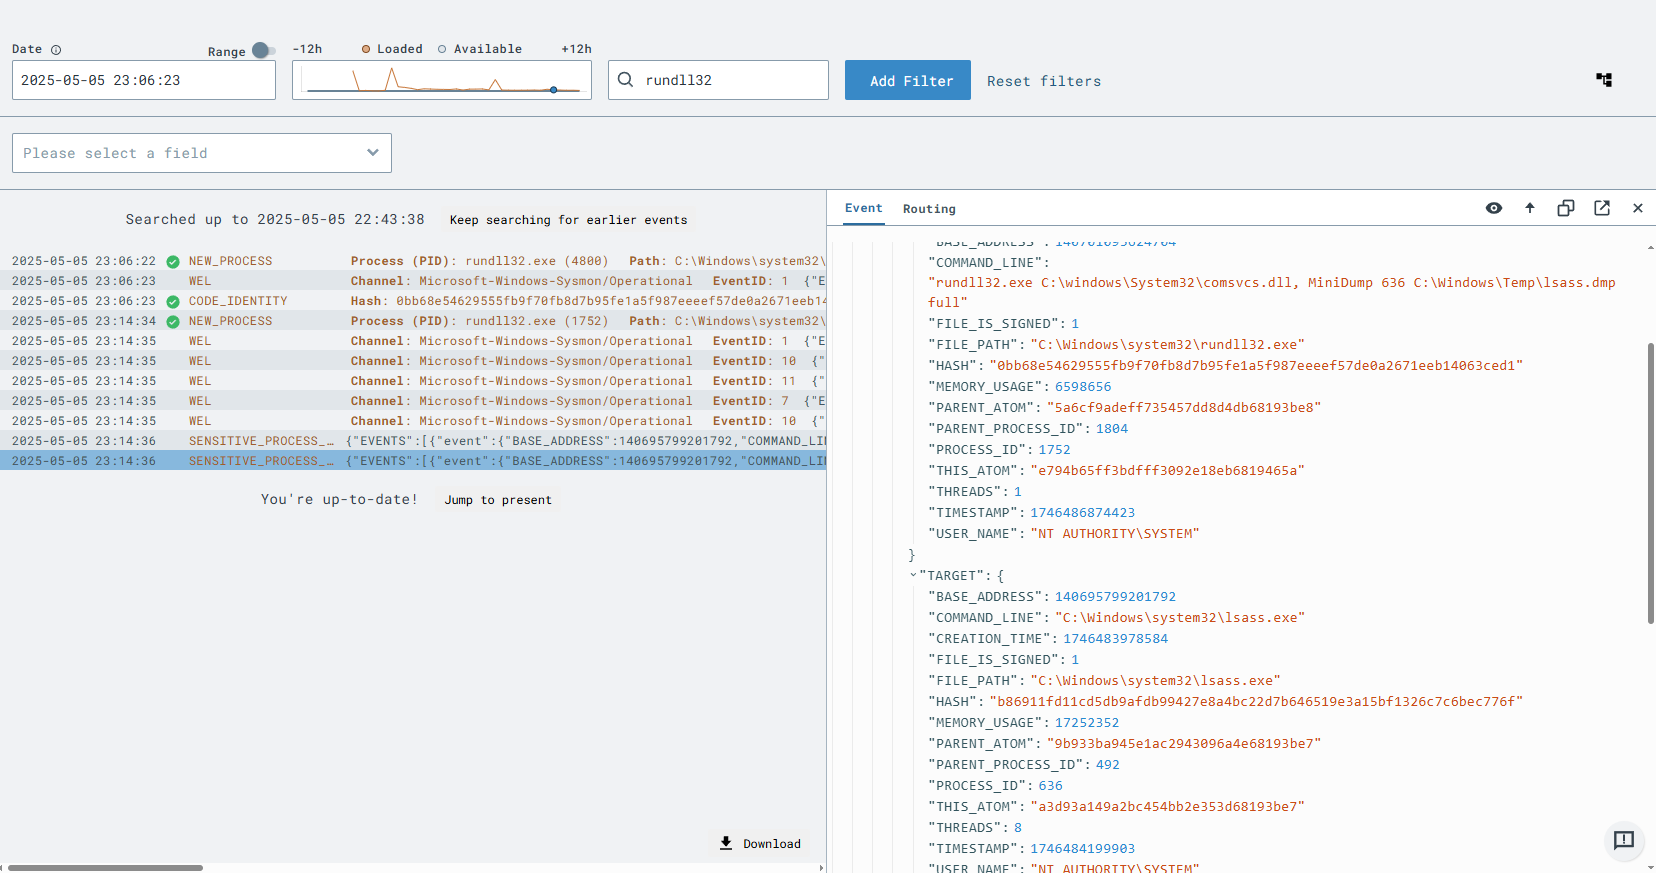 Date
Range
-12h
Loaded
Available
+12h
2025-05-05 23:06:23
rundll32
Add Filter
Reset filters
Please select a field
Searched up to 2025-05-05 22:43:38 Keep searching for earlier events
2025-05-05 23:06:22 NEW_PROCESS Process (PID): rundll32.exe (4800) Path: C:\Windows\system32\
2025-05-05 23:06:23 WEL Channel: Microsoft-Windows-Sysmon/Operational EventID: 1 {"E
2025-05-05 23:06:23 CODE_IDENTITY Hash: 0bb68e54629555fb9f70fb8d7b95fe1a5f987eeeef57de0a2671eeb14
2025-05-05 23:14:34 NEW_PROCESS Process (PID): rundll32.exe (1752) Path: C:\Windows\system32\
2025-05-05 23:14:35 WEL Channel: Microsoft-Windows-Sysmon/Operational EventID: 1 {"E
2025-05-05 23:14:35 WEL Channel: Microsoft-Windows-Sysmon/Operational EventID: 10 {"
2025-05-05 23:14:35 WEL Channel: Microsoft-Windows-Sysmon/Operational EventID: 11 {"
2025-05-05 23:14:35 WEL Channel: Microsoft-Windows-Sysmon/Operational EventID: 7 {"E
2025-05-05 23:14:35 WEL Channel: Microsoft-Windows-Sysmon/Operational EventID: 10 {"
2025-05-05 23:14:36 SENSITIVE_PROCESS_… {"EVENTS":[{"event":{"BASE_ADDRESS":140695799201792,"COMMAND_LI
2025-05-05 23:14:36 SENSITIVE_PROCESS_… {"EVENTS":[{"event":{"BASE_ADDRESS":140695799201792,"COMMAND_LI
You're up-to-date! Jump to present
Download
Event Routing
"BASE_ADDRESS":
"COMMAND_LINE":
"rundll32.exe C:\windows\System32\comsvcs.dll, MiniDump 636 C:\Windows\Temp\lsass.dmp
full"
"FILE_IS_SIGNED": 1
"FILE_PATH": "C:\Windows\system32\rundll32.exe"
"HASH": "0bb68e54629555fb9f70fb8d7b95fe1a5f987eeeef57de0a2671eeb14063ced1"
"MEMORY_USAGE": 6598656
"PARENT_ATOM": "5a6cf9adeff735457dd8d4db68193be8"
"PARENT_PROCESS_ID": 1804
"PROCESS_ID": 1752
"THIS_ATOM": "e794b65ff3bdfff3092e18eb6819465a"
"THREADS": 1
"TIMESTAMP": 1746486874423
"USER_NAME": "NT AUTHORITY\SYSTEM"
}
"TARGET": {
"BASE_ADDRESS": 140695799201792
"COMMAND_LINE": "C:\Windows\system32\lsass.exe"
"CREATION_TIME": 1746483978584
"FILE_IS_SIGNED": 1
"FILE_PATH": "C:\Windows\system32\lsass.exe"
"HASH": "b86911fd11cd5db9afdb99427e8a4bc22d7b646519e3a15bf1326c7c6bec776f"
"MEMORY_USAGE": 17252352
"PARENT_ATOM": "9b933ba945e1ac2943096a4e68193be7"
"PARENT_PROCESS_ID": 492
"PROCESS_ID": 636
"THIS_ATOM": "a3d93a149a2bc454bb2e353d68193be7"
"THREADS": 8
"TIMESTAMP": 1746484199903
"USER_NAME": "NT AUTHORITY\SYSTEM"